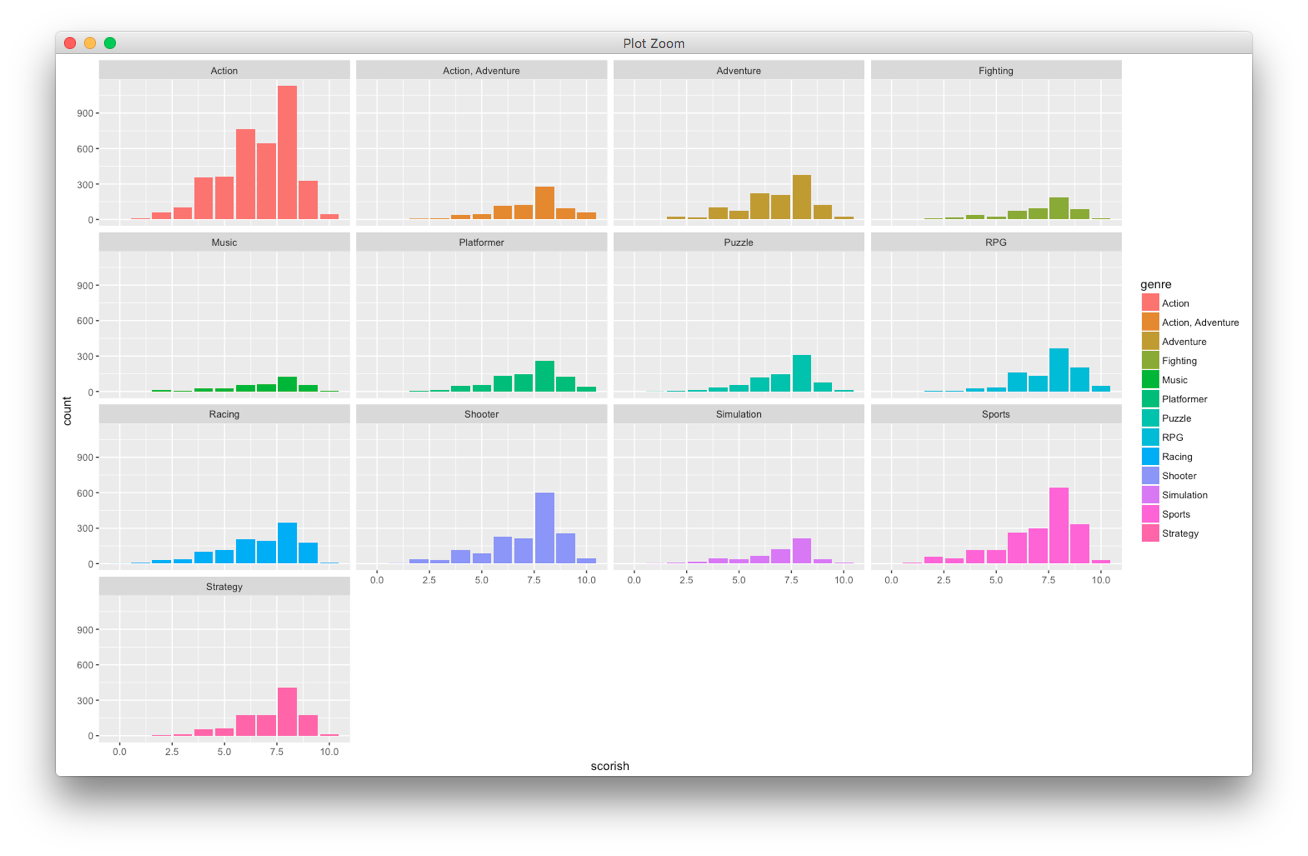 Plot Zoom
Action
Action, Adventure
Adventure
Fighting
900
600
300
0
Music
Platformer
Puzzle
RPG
900
600
300
0
Racing
Shooter
Simulation
Sports
900
600
300
0
0.0 2.5 5.0 7.5 10.0
0.0 2.5 5.0 7.5 10.0
0.0 2.5 5.0 7.5 10.0
Strategy
900
600
300
0
0.0 2.5 5.0 7.5 10.0
count
scorish
genre
Action
Action, Adventure
Adventure
Fighting
Music
Platformer
Puzzle
RPG
Racing
Shooter
Simulation
Sports
Strategy